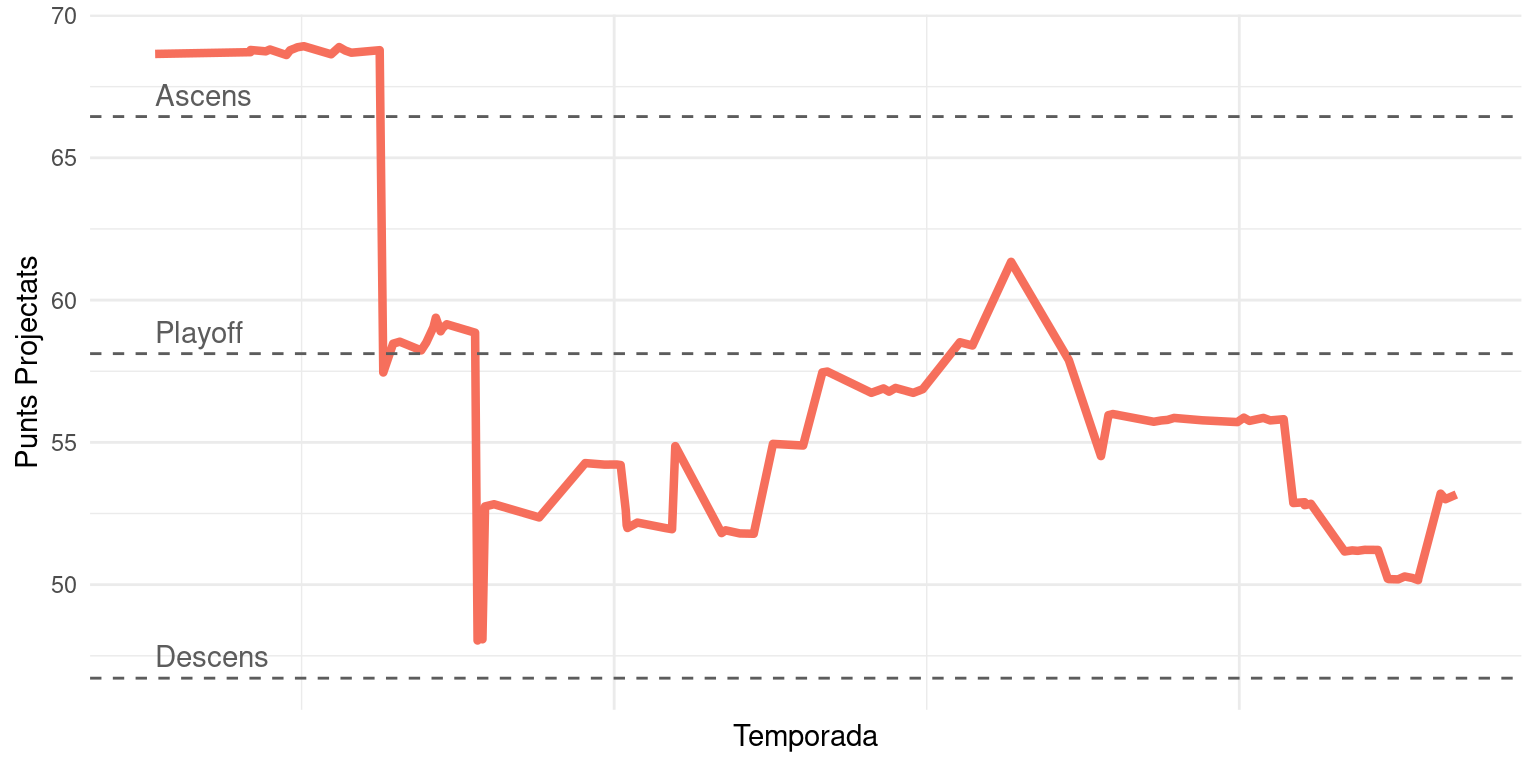 70
Ascens
65
60
Playoff
55
50
Descens
Punts Projectats
Temporada